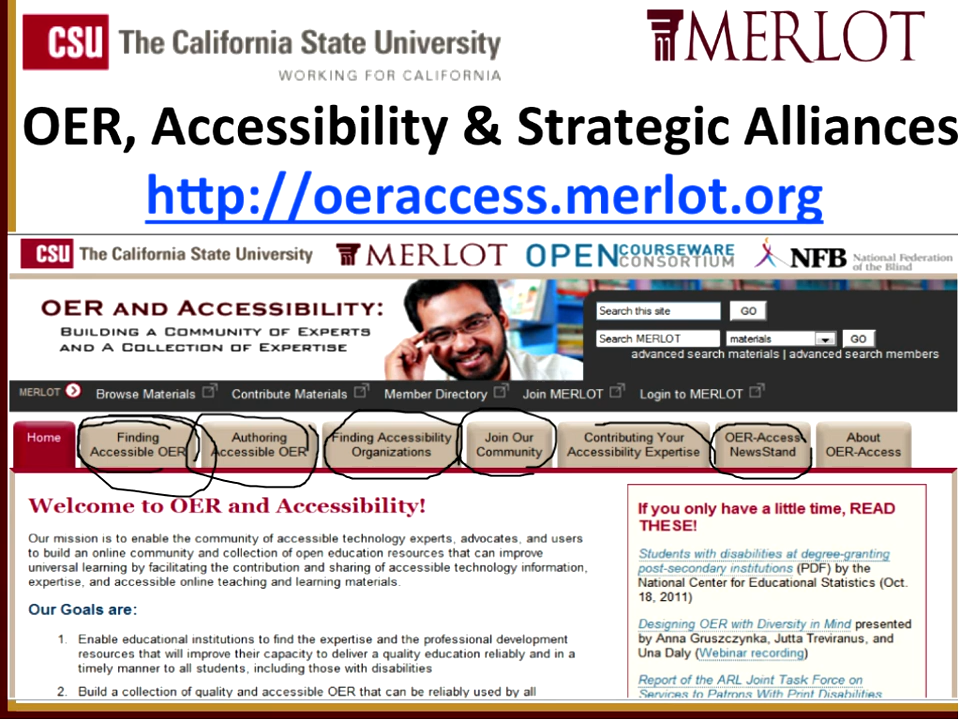 CSU The California State University
WORKING FOR CALIFORNIA
MERLOT
OER, Accessibility & Strategic Alliances
http://oeraccess.merlot.org
CSU The California State University MERLOT OPENCOURSEWARE CONSORTIUM NFB National Federation of the Blind
OER AND ACCESSIBILITY:
BUILDING A COMMUNITY OF EXPERTS
AND A COLLECTION OF EXPERTISE
Search this site GO
Search MERLOT materials GO
advanced search materials | advanced search members
MERLOT Browse Materials Contribute Materials Member Directory Join MERLOT Login to MERLOT
Home
Finding
Accessible OER
Authoring
Accessible OER
Finding Accessibility
Organizations
Join Our
Community
Contributing Your
Accessibility Expertise
OER-Access
NewsStand
About
OER-Access
Welcome to OER and Accessibility!
Our mission is to enable the community of accessible technology experts, advocates, and users
to build an online community and collection of open education resources that can improve
universal learning by facilitating the contribution and sharing of accessible technology information,
expertise, and accessible online teaching and learning materials.
Our Goals are:
1. Enable educational institutions to find the expertise and the professional development
resources that will improve their capacity to deliver a quality education reliably and in a
timely manner to all students, including those with disabilities
2. Build a collection of quality and accessible OER that can be reliably used by all
If you only have a little time, READ
THESE!
Students with disabilities at degree-granting
post-secondary institutions (PDF) by the
National Center for Educational Statistics (Oct.
18, 2011)
Designing OER with Diversity in Mind presented
by Anna Gruszczynka, Jutta Treviranus, and
Una Daly (Webinar recording)
Report of the ARL Joint Task Force on
Services to Patrons With Print Disabilities